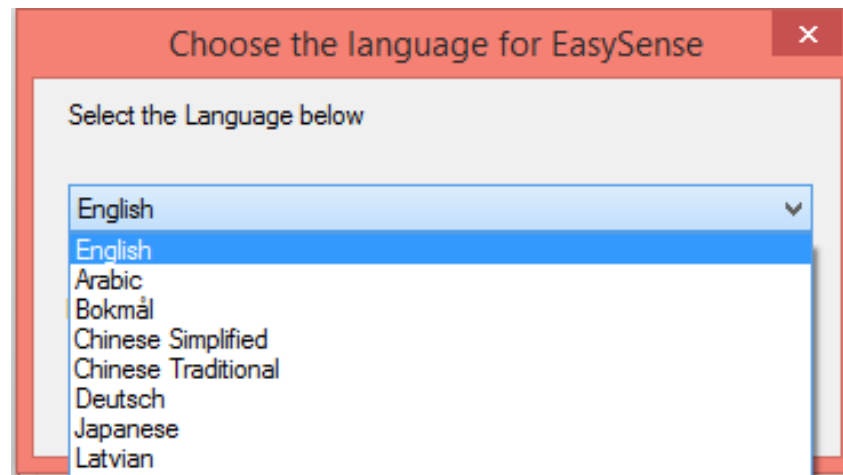 Choose the language for EasySense
Select the Language below
English
English
Arabic
Bokmål
Chinese Simplified
Chinese Traditional
Deutsch
Japanese
Latvian